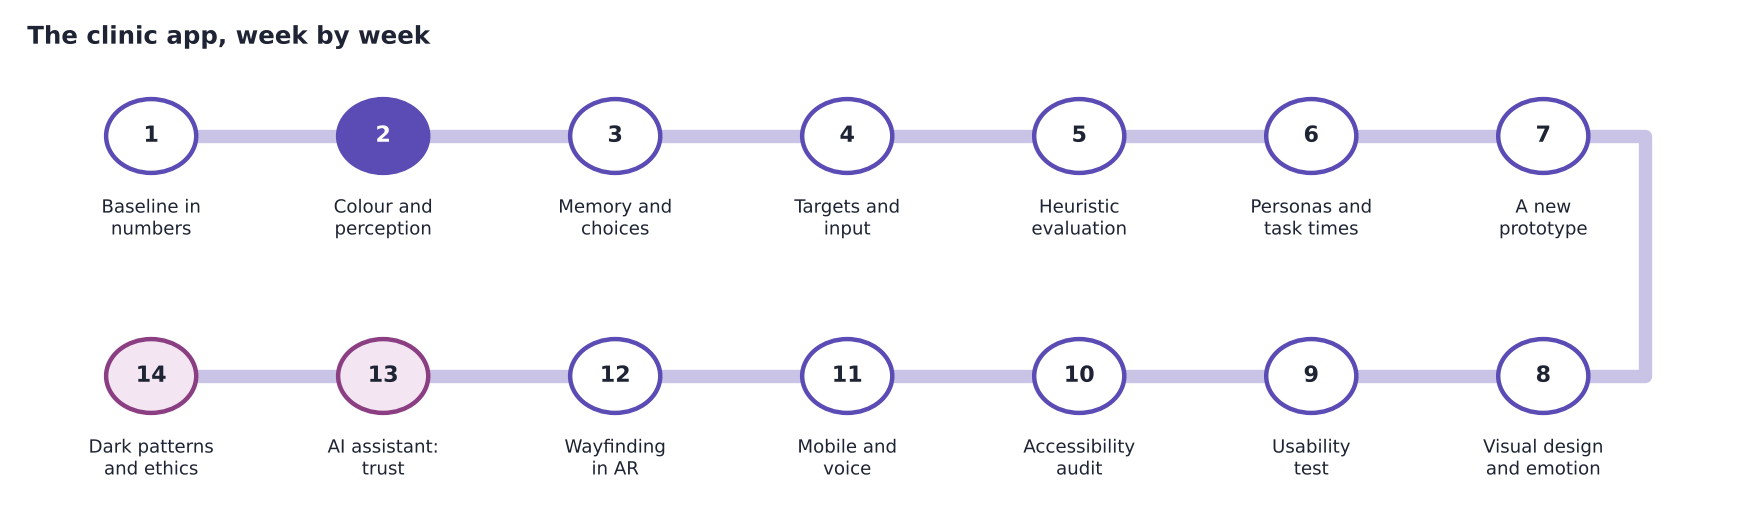 The clinic app, week by week
1
2
3
4
5
6
7
Baseline in
numbers
Colour and
perception
Memory and
choices
Targets and
input
Heuristic
evaluation
Personas and
task times
A new
prototype
14
13
12
11
10
9
8
Dark patterns
and ethics
AI assistant:
trust
Wayfinding
in AR
Mobile and
voice
Accessibility
audit
Usability
test
Visual design
and emotion